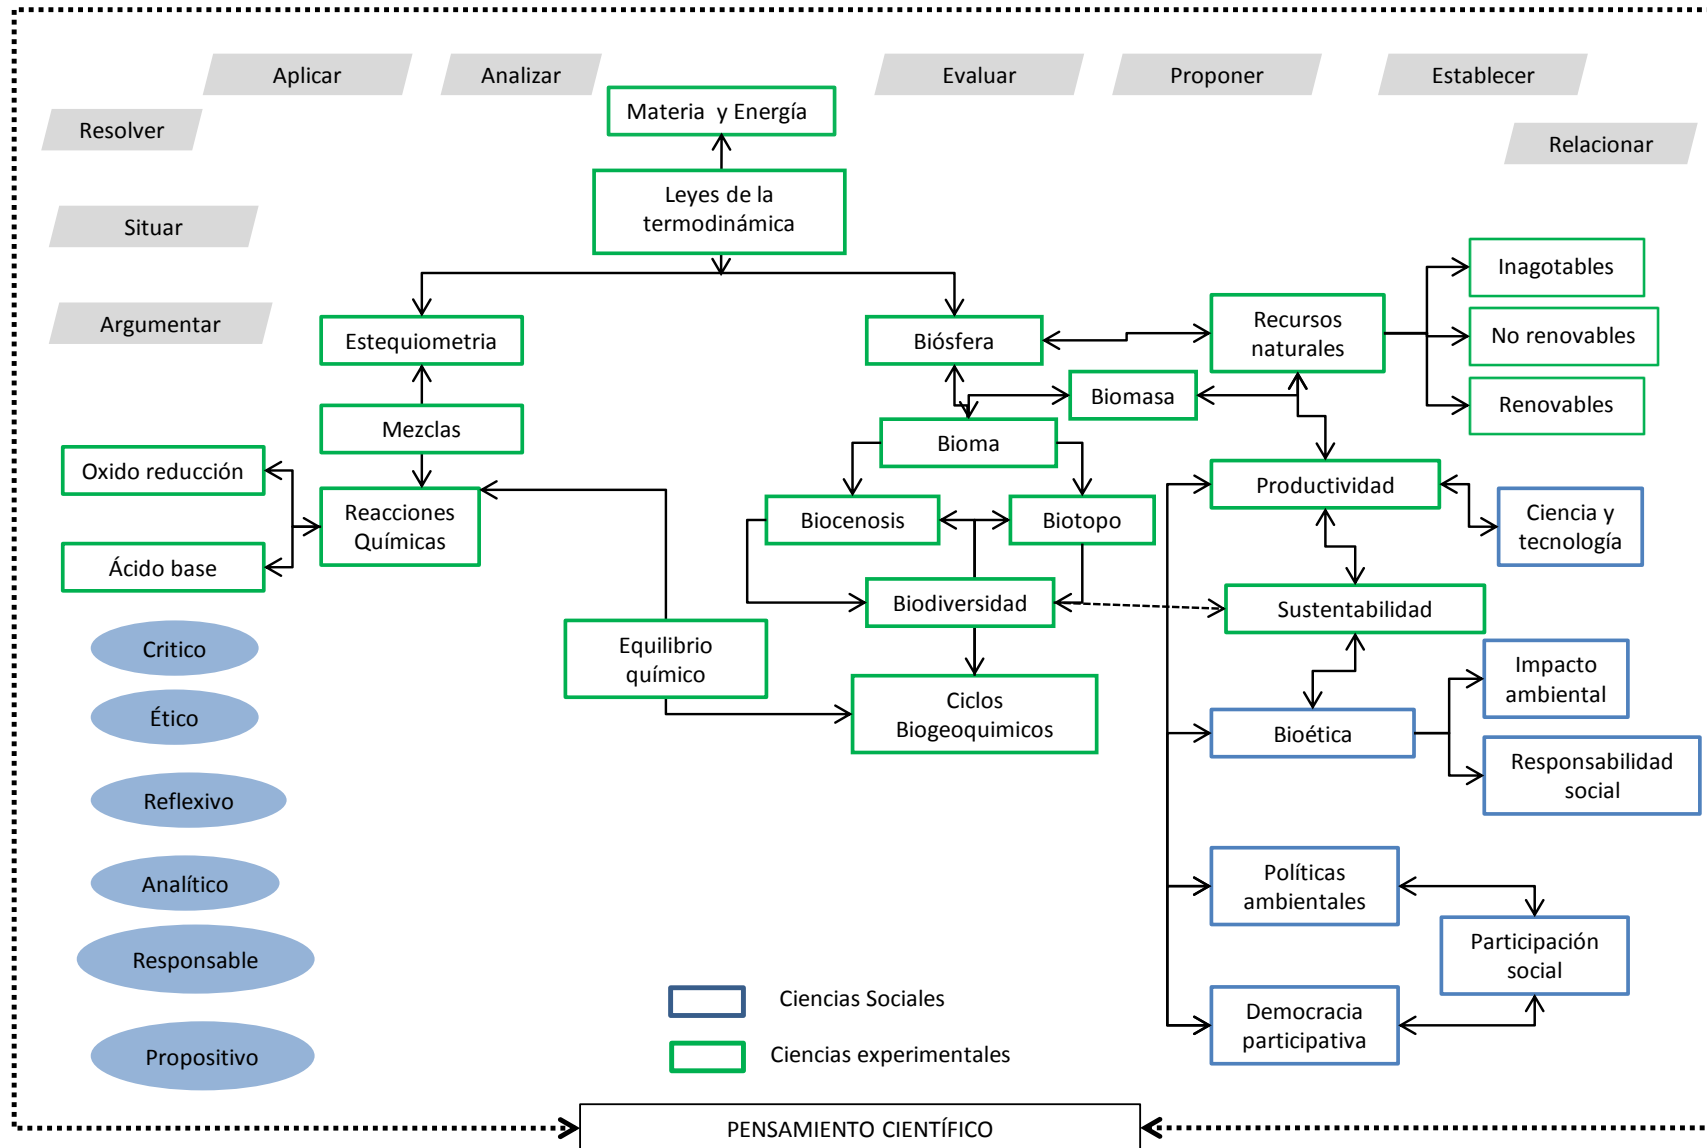 Aplicar
Analizar
Evaluar
Proponer
Establecer
Resolver
Materia  y Energía
Relacionar
Leyes de la
termodinámica
Situar
Inagotables
Argumentar
Estequiometria
Biósfera
Recursos
naturales
No renovables
Biomasa
Renovables
Mezclas
Bioma
Oxido reducción
Productividad
Reacciones
Químicas
Biocenosis
Biotopo
Ciencia y
tecnología
Ácido base
Biodiversidad
Sustentabilidad
Critico
Equilibrio
químico
Impacto
ambiental
Ético
Ciclos
Biogeoquimicos
Bioética
Responsabilidad
social
Reflexivo
Analítico
Políticas
ambientales
Responsable
Participación
social
Ciencias Sociales
Democracia
participativa
Propositivo
Ciencias experimentales
PENSAMIENTO CIENTÍFICO